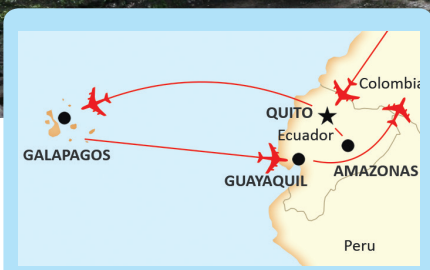 Colombia
QUITO
Ecuador
GALAPAGOS
GUAYAQUIL
AMAZONAS
Peru